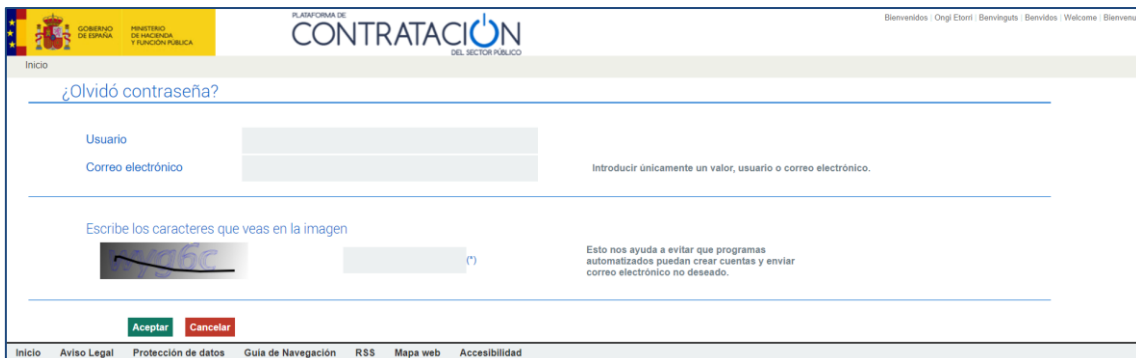 GOBIERNO DE ESPAÑA
MINISTERIO DE HACIENDA Y FUNCIÓN PÚBLICA
PLATAFORMA DE
CONTRATACIÓN
DEL SECTOR PÚBLICO
Bienvenidos | Ongi Etorri | Benvinguts | Benvidos | Welcome | Bienvenu
Inicio
¿Olvidó contraseña?
Usuario
Correo electrónico
Introducir únicamente un valor, usuario o correo electrónico.
Escribe los caracteres que veas en la imagen
(*)
Esto nos ayuda a evitar que programas
automatizados puedan crear cuentas y enviar
correo electrónico no deseado.
Aceptar Cancelar
Inicio Aviso Legal Protección de datos Guia de Navegación RSS Mapa web Accesibilidad